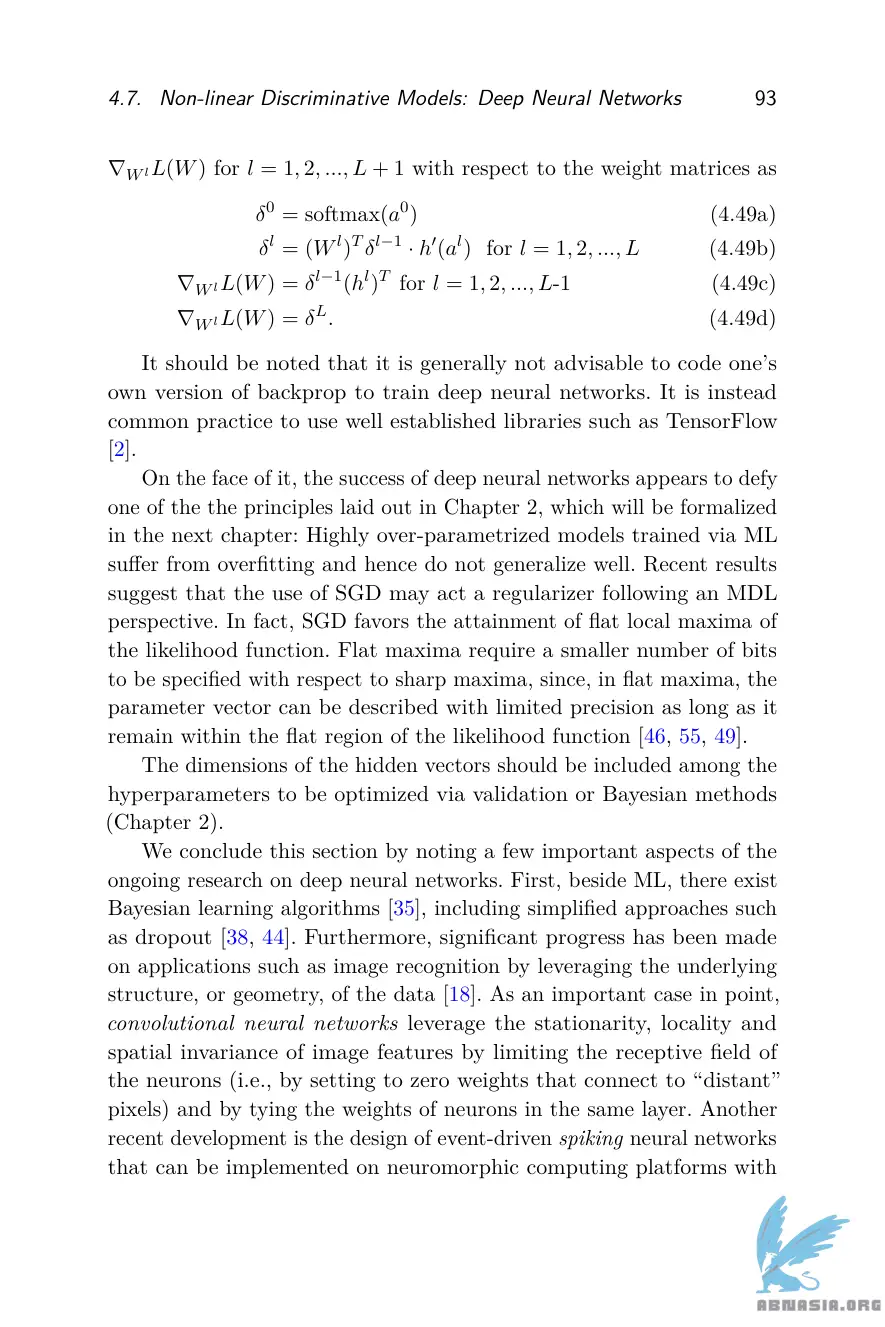 4.7. Non-linear Discriminative Models: Deep Neural Networks 93
∇_{W^l} L(W) for l = 1, 2, ..., L + 1 with respect to the weight matrices as
δ^0 = softmax(a^0) (4.49a)
δ^l = (W^l)^T δ^{l−1} · h′(a^l) for l = 1, 2, ..., L (4.49b)
∇_{W^l} L(W) = δ^{l−1}(h^l)^T for l = 1, 2, ..., L-1 (4.49c)
∇_{W^l} L(W) = δ^L. (4.49d)
It should be noted that it is generally not advisable to code one’s
own version of backprop to train deep neural networks. It is instead
common practice to use well established libraries such as TensorFlow
[2].
On the face of it, the success of deep neural networks appears to defy
one of the the principles laid out in Chapter 2, which will be formalized
in the next chapter: Highly over-parametrized models trained via ML
suffer from overfitting and hence do not generalize well. Recent results
suggest that the use of SGD may act a regularizer following an MDL
perspective. In fact, SGD favors the attainment of flat local maxima of
the likelihood function. Flat maxima require a smaller number of bits
to be specified with respect to sharp maxima, since, in flat maxima, the
parameter vector can be described with limited precision as long as it
remain within the flat region of the likelihood function [46, 55, 49].
The dimensions of the hidden vectors should be included among the
hyperparameters to be optimized via validation or Bayesian methods
(Chapter 2).
We conclude this section by noting a few important aspects of the
ongoing research on deep neural networks. First, beside ML, there exist
Bayesian learning algorithms [35], including simplified approaches such
as dropout [38, 44]. Furthermore, significant progress has been made
on applications such as image recognition by leveraging the underlying
structure, or geometry, of the data [18]. As an important case in point,
convolutional neural networks leverage the stationarity, locality and
spatial invariance of image features by limiting the receptive field of
the neurons (i.e., by setting to zero weights that connect to “distant”
pixels) and by tying the weights of neurons in the same layer. Another
recent development is the design of event-driven spiking neural networks
that can be implemented on neuromorphic computing platforms with
ABNASIA.ORG